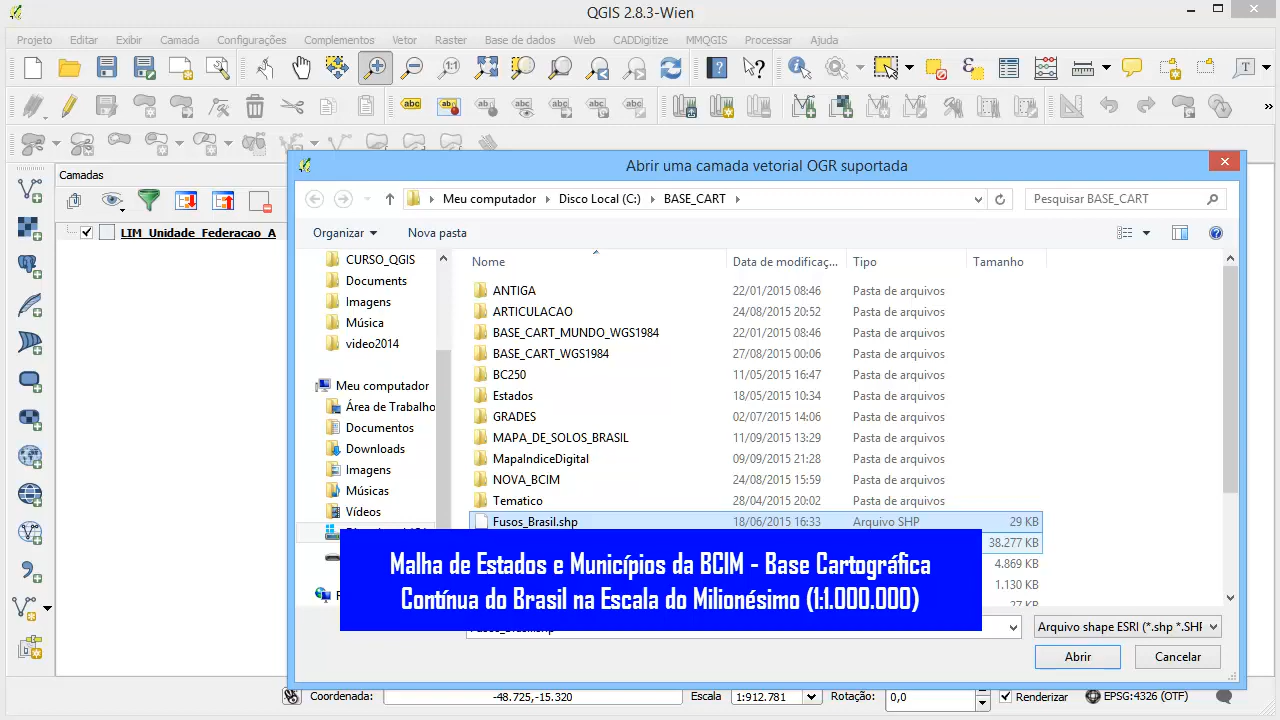 QGIS 2.8.3-Wien
Projeto Editar Exibir Camada Configurações Complementos Vetor Raster Base de dados Web CADDigitize MMQGIS Processar Ajuda
Camadas
LIM_Unidade_Federacao_A
Abrir uma camada vetorial OGR suportada
Meu computador Disco Local (C:) BASE_CART
Pesquisar BASE_CART
Organizar Nova pasta
CURSO_QGIS
Documents
Imagens
Música
video2014
Meu computador
Área de Trabalho
Documentos
Downloads
Imagens
Músicas
Vídeos
Nome Data de modificaç... Tipo Tamanho
ANTIGA 22/01/2015 08:46 Pasta de arquivos
ARTICULACAO 24/08/2015 20:52 Pasta de arquivos
BASE_CART_MUNDO_WGS1984 22/01/2015 08:46 Pasta de arquivos
BASE_CART_WGS1984 27/08/2015 00:06 Pasta de arquivos
BC250 11/05/2015 16:47 Pasta de arquivos
Estados 18/05/2015 10:34 Pasta de arquivos
GRADES 02/07/2015 14:06 Pasta de arquivos
MAPA_DE_SOLOS_BRASIL 11/09/2015 13:29 Pasta de arquivos
MapaIndiceDigital 09/09/2015 21:28 Pasta de arquivos
NOVA_BCIM 24/08/2015 15:59 Pasta de arquivos
Tematico 28/04/2015 20:02 Pasta de arquivos
Fusos_Brasil.shp 18/06/2015 16:33 Arquivo SHP 29 KB
38.277 KB
4.869 KB
1.130 KB
27 KB
Malha de Estados e Municípios da BCIM - Base Cartográfica
Contínua do Brasil na Escala do Milionésimo (1:1.000.000)
Arquivo shape ESRI (*.shp *.SHF
Abrir Cancelar
Coordenada: -48.725,-15.320 Escala 1:912.781 Rotação: 0,0 Renderizar EPSG:4326 (OTF)